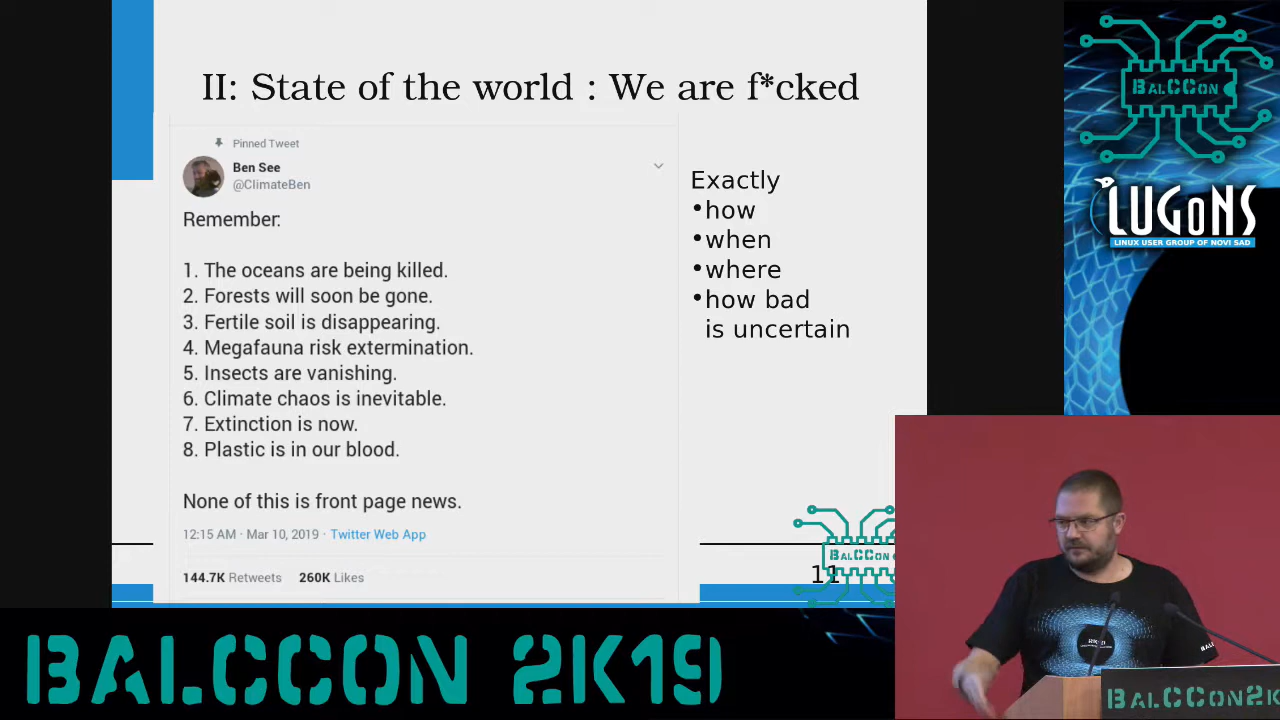 II: State of the world : We are f*cked
Pinned Tweet
Ben See
@ClimateBen
Remember:
1. The oceans are being killed.
2. Forests will soon be gone.
3. Fertile soil is disappearing.
4. Megafauna risk extermination.
5. Insects are vanishing.
6. Climate chaos is inevitable.
7. Extinction is now.
8. Plastic is in our blood.
None of this is front page news.
12:15 AM · Mar 10, 2019 · Twitter Web App
144.7K Retweets 260K Likes
Exactly
•how
•when
•where
•how bad
is uncertain
BALCCON
11
BALCCON
LUGONS
LINUX USER GROUP OF NOVI SAD
BALCCON 2K19
BALCCON2K